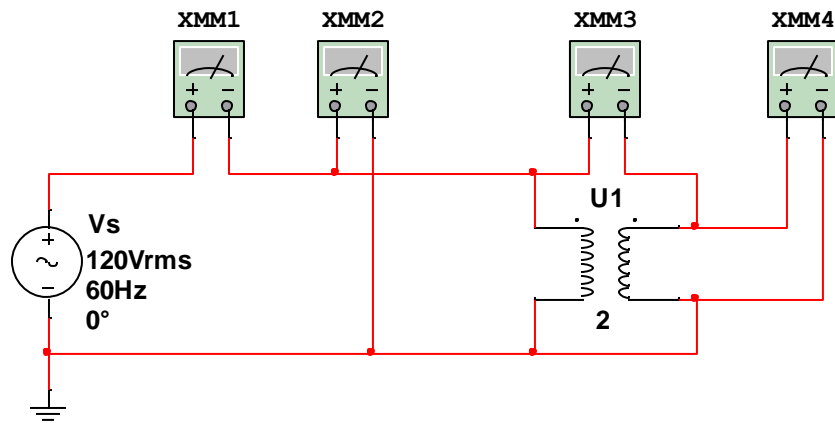 XMM1
XMM2
XMM3
XMM4
+ −
+ −
+ −
+ −
U1
Vs
+
120Vrms
−
60Hz
0°
2